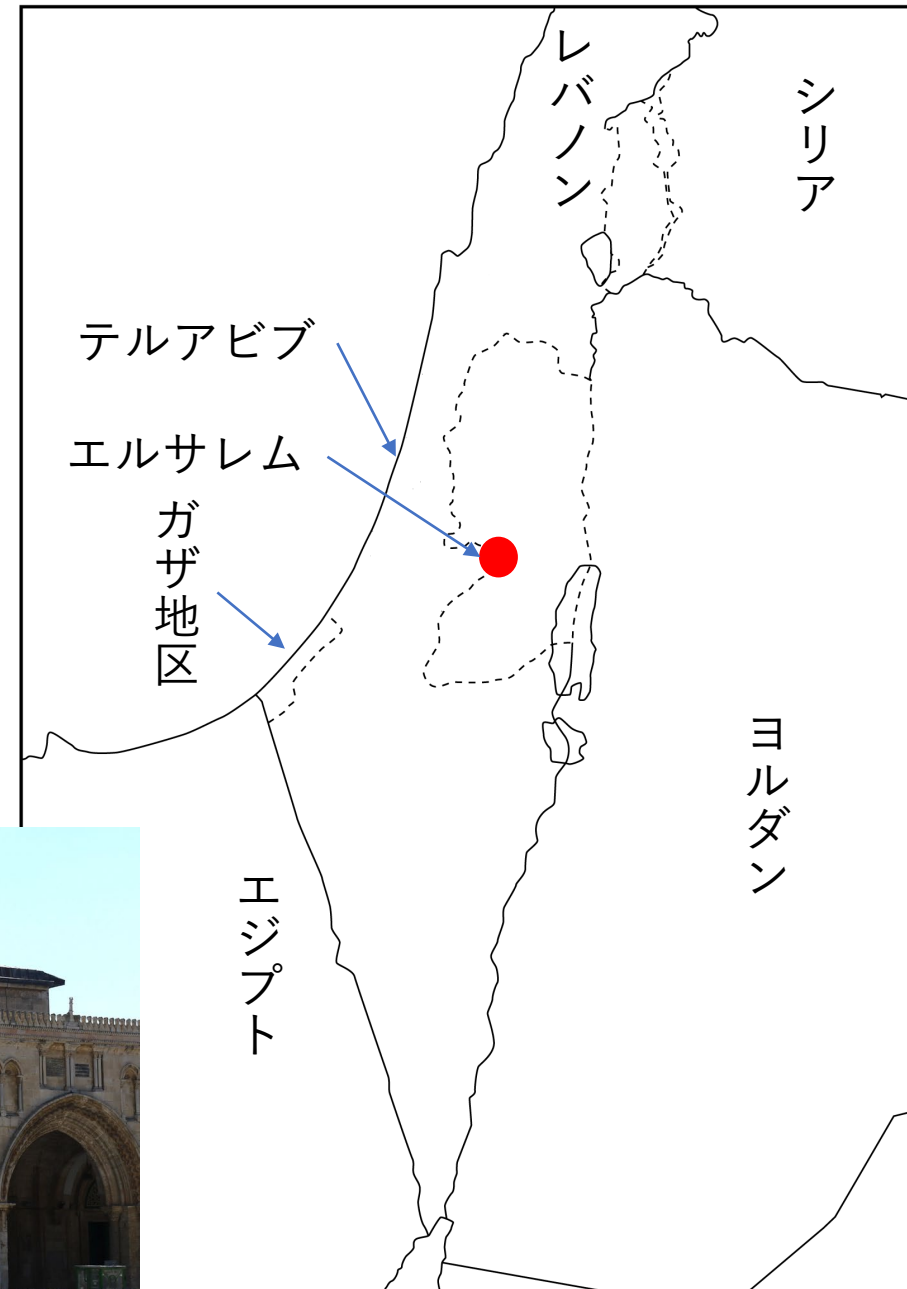 レバノン
シリア
テルアビブ
エルサレム
ガザ地区
ヨルダン
エジプト